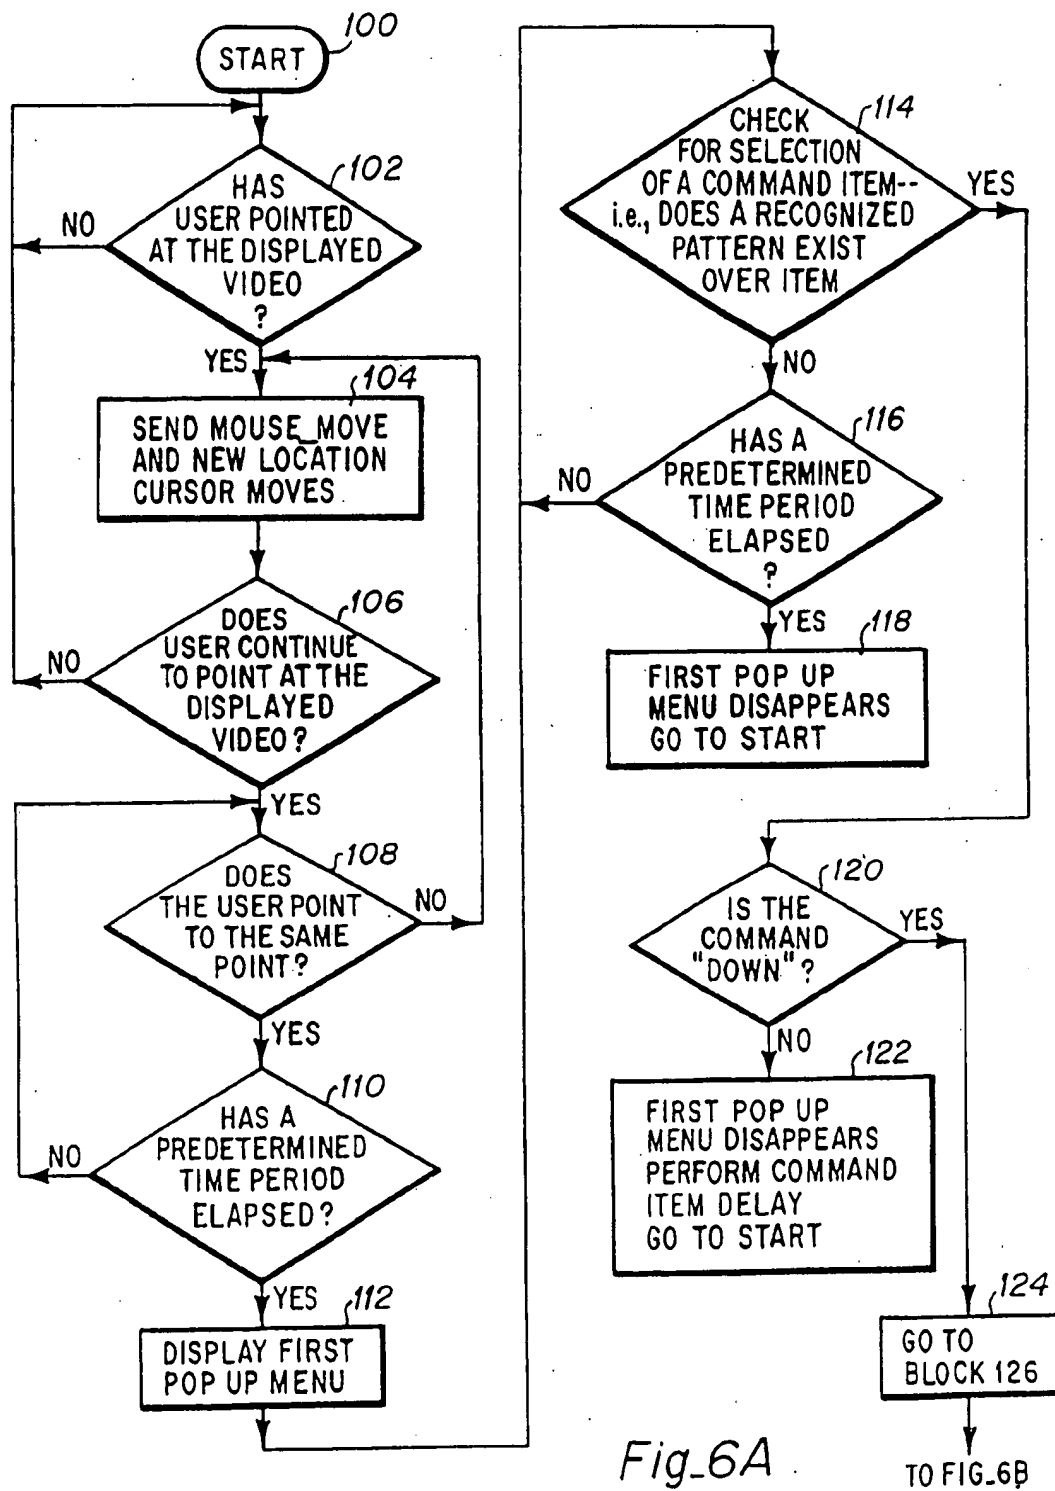 100
START
102
HAS
USER POINTED
AT THE DISPLAYED
VIDEO
?
NO
YES
104
SEND MOUSE_MOVE
AND NEW LOCATION
CURSOR MOVES
106
DOES
USER CONTINUE
TO POINT AT THE
DISPLAYED
VIDEO?
NO
YES
108
DOES
THE USER POINT
TO THE SAME
POINT?
NO
YES
110
HAS A
PREDETERMINED
TIME PERIOD
ELAPSED?
NO
YES
112
DISPLAY FIRST
POP UP MENU
114
CHECK
FOR SELECTION
OF A COMMAND ITEM--
i.e., DOES A RECOGNIZED
PATTERN EXIST
OVER ITEM
YES
NO
116
HAS A
PREDETERMINED
TIME PERIOD
ELAPSED
?
NO
YES
118
FIRST POP UP
MENU DISAPPEARS
GO TO START
120
IS THE
COMMAND
"DOWN"?
YES
NO
122
FIRST POP UP
MENU DISAPPEARS
PERFORM COMMAND
ITEM DELAY
GO TO START
124
GO TO
BLOCK 126
Fig_6A
TO FIG_6B